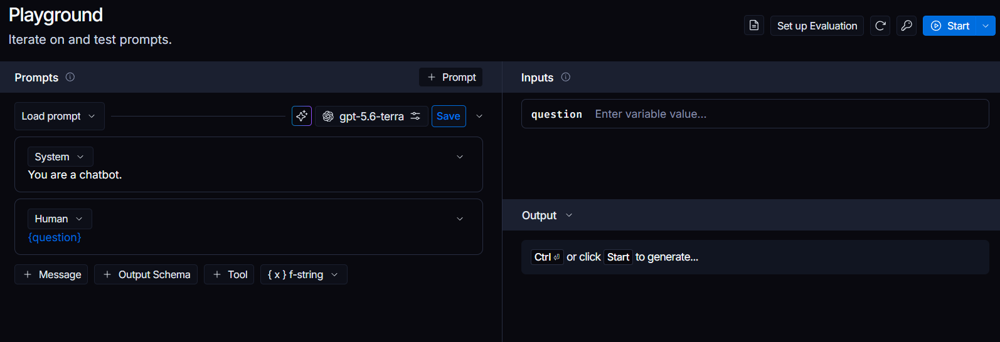 Playground
Iterate on and test prompts.
Set up Evaluation
Start
Prompts
+ Prompt
Load prompt
gpt-5.6-terra
Save
System
You are a chatbot.
Human
{question}
+ Message
+ Output Schema
+ Tool
{ x } f-string
Inputs
question Enter variable value...
Output
Ctrl ⏎ or click Start to generate...